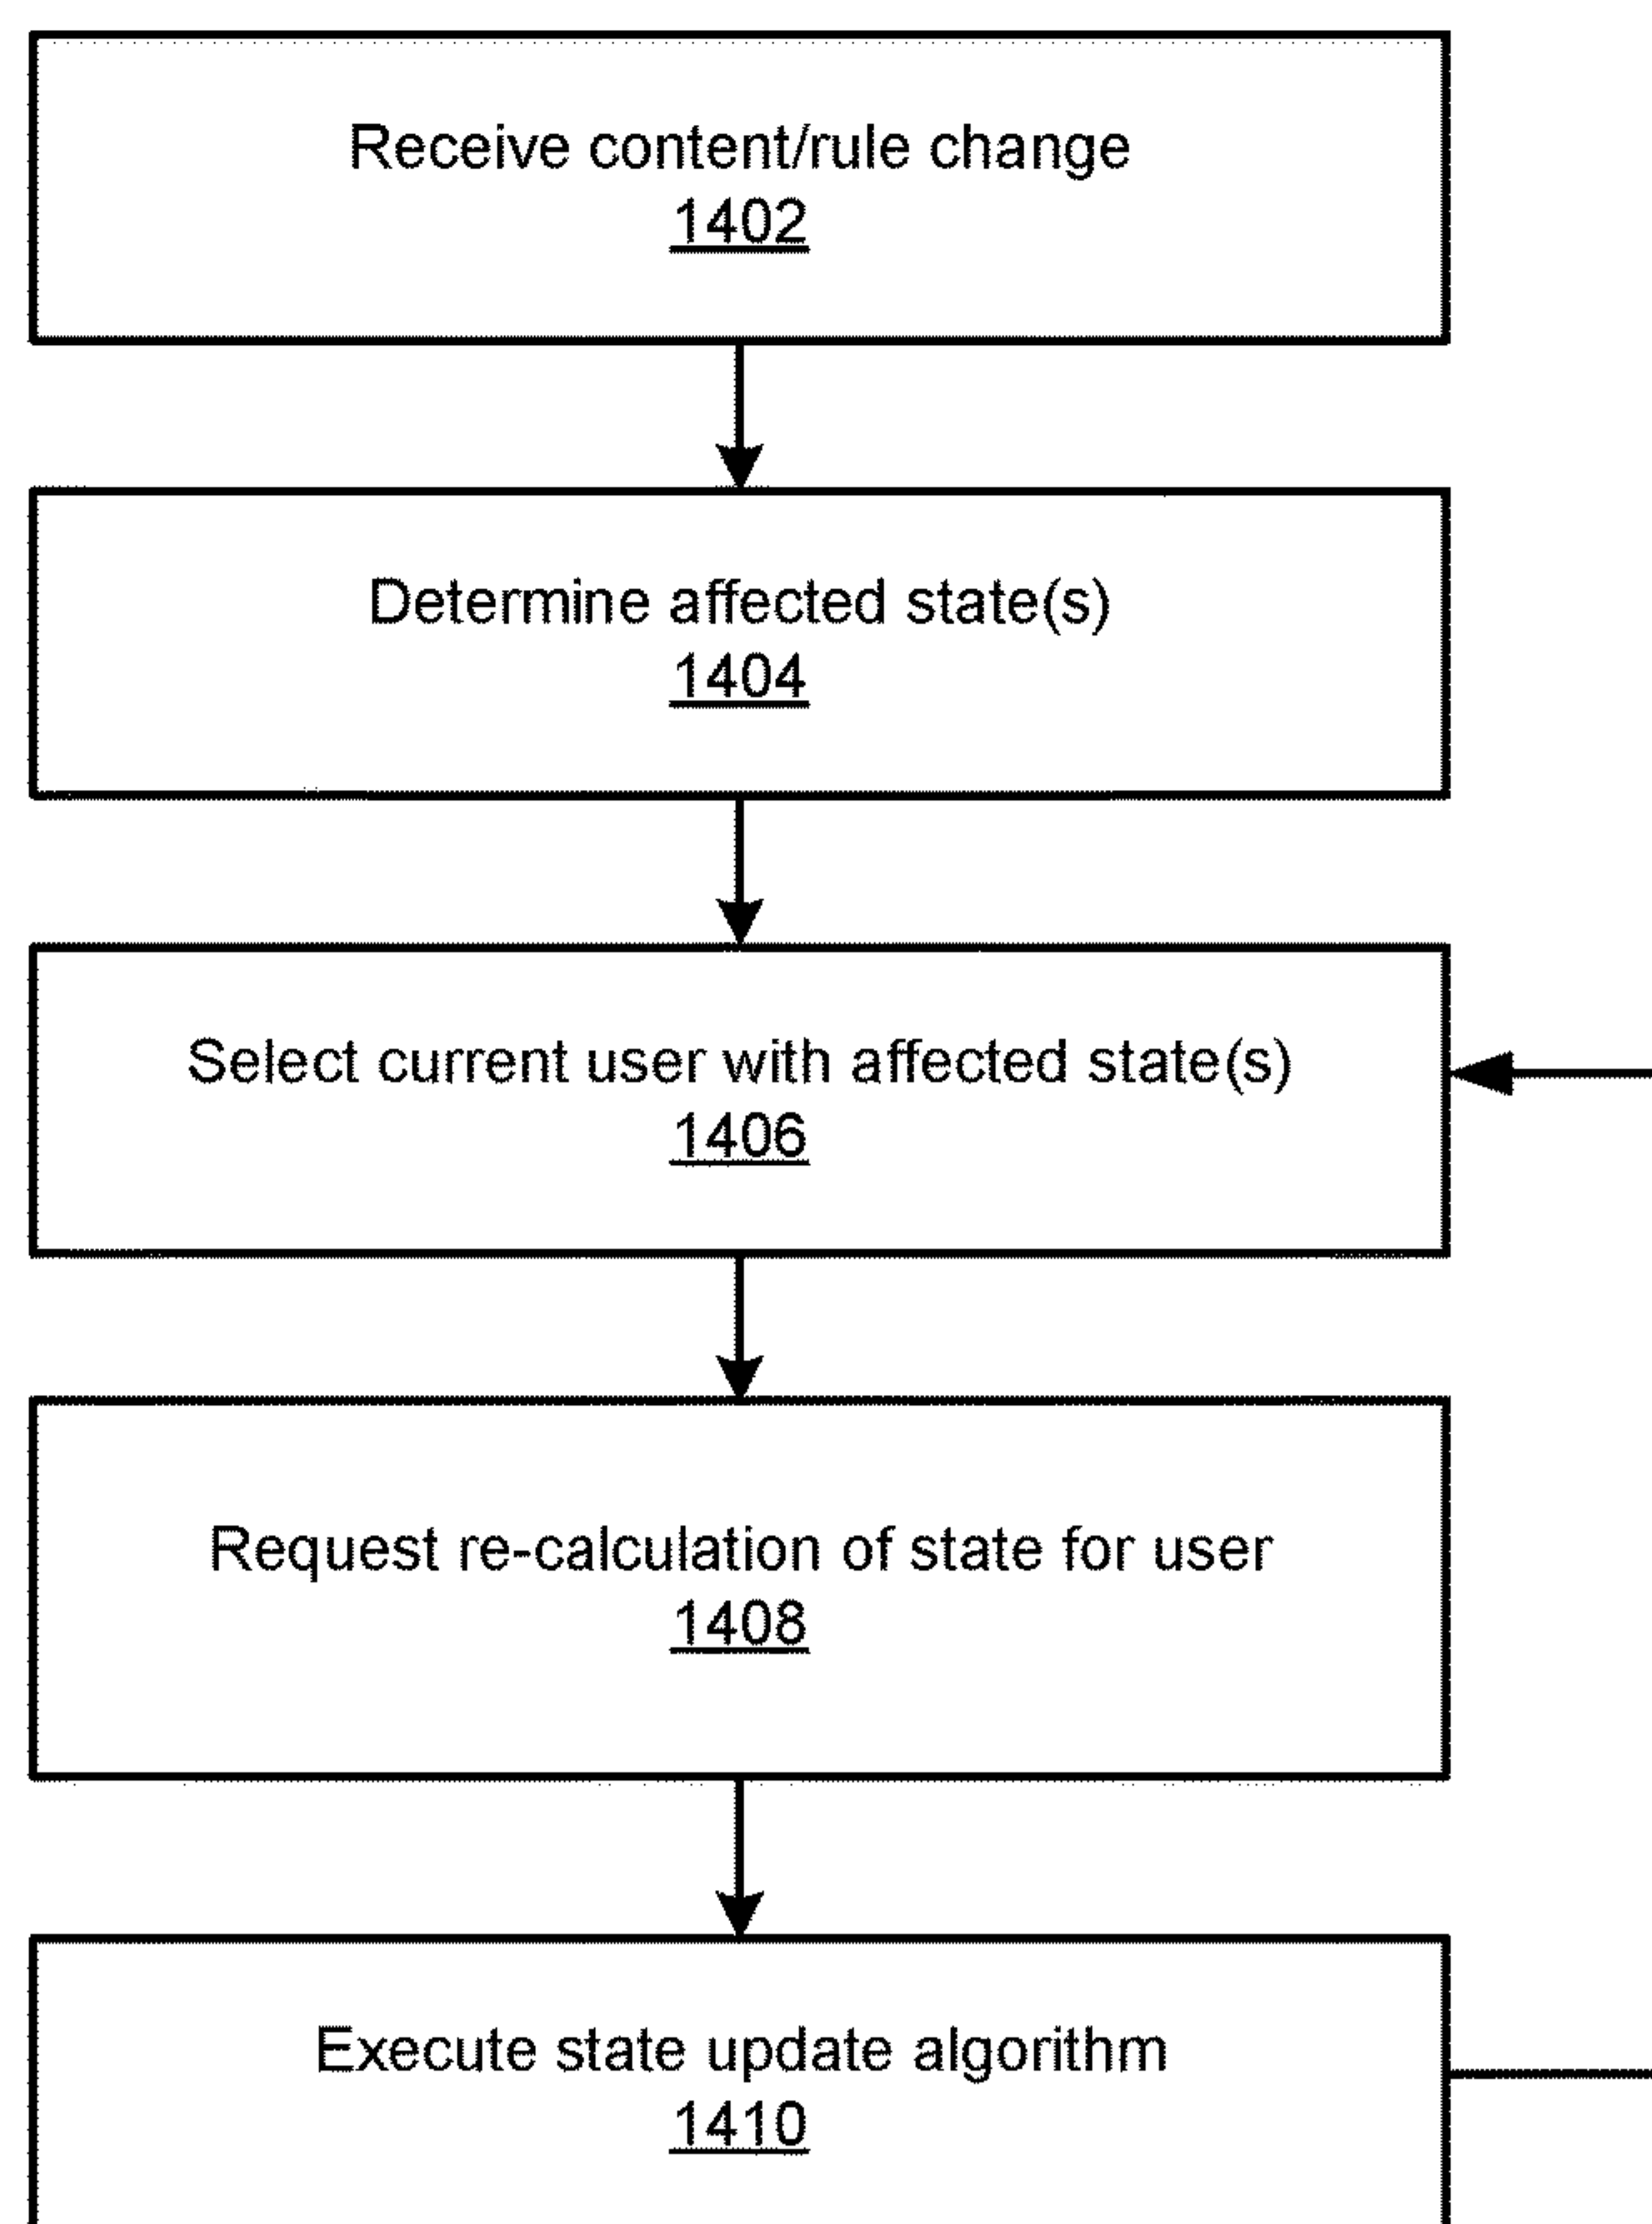 Receive content/rule change
1402
Determine affected state(s)
1404
Select current user with affected state(s)
1406
Request re-calculation of state for user
1408
Execute state update algorithm
1410